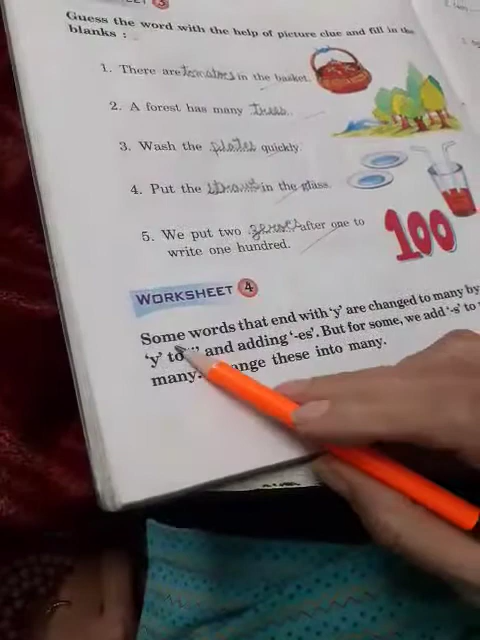 Guess the word with the help of picture clue and fill in the
blanks :
1. There are tomatoes in the basket.
2. A forest has many trees.
3. Wash the plates quickly.
4. Put the straws in the glass.
5. We put two zeroes after one to
write one hundred.
100
WORKSHEET 4
Some words that end with 'y' are changed to many by
'y' to and adding '-es'. But for some, we add '-s' to
many. these into many.